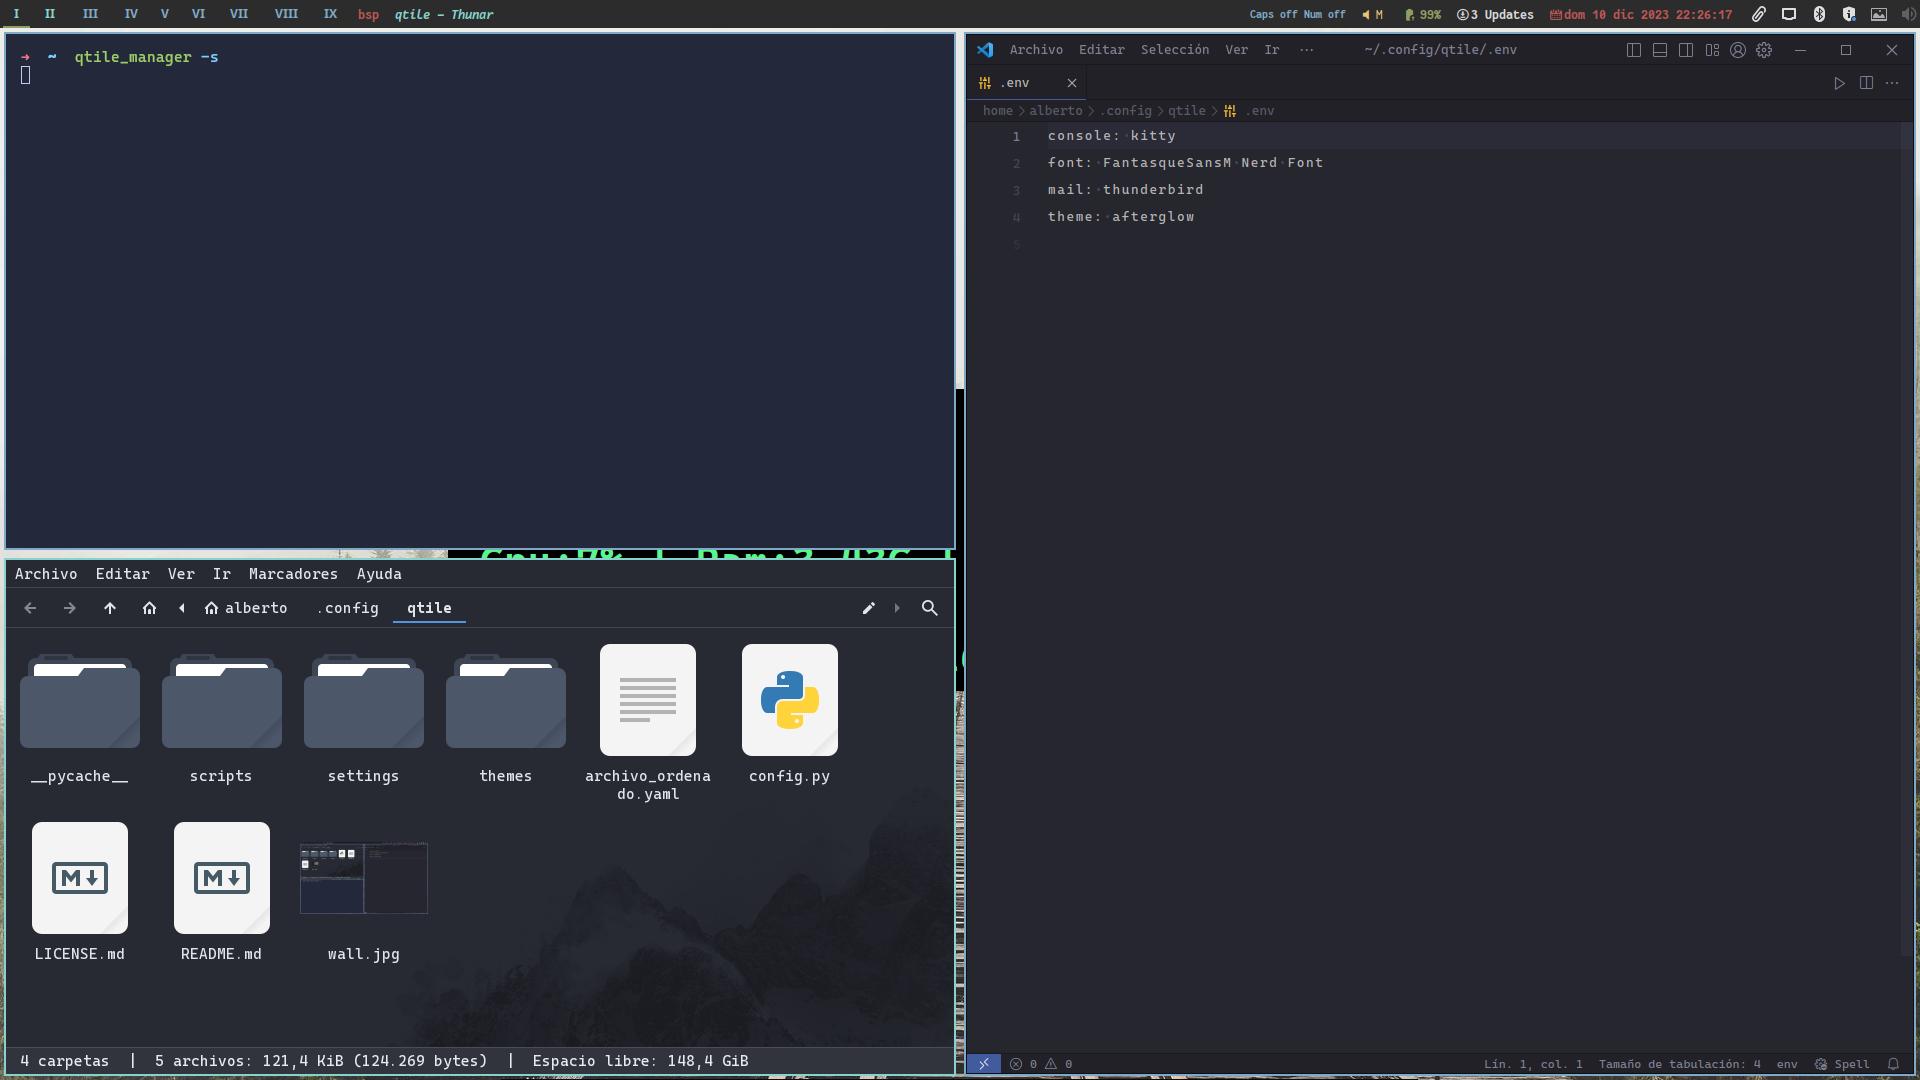 I II III IV V VI VII VIII IX bsp qtile – Thunar
Caps off Num off M 99% 3 Updates dom 10 dic 2023 22:26:17
➜ ~ qtile_manager -s
Archivo Editar Selección Ver Ir ··· ~/.config/qtile/.env
.env
home > alberto > .config > qtile > .env
1 console: kitty
2 font: FantasqueSansM Nerd Font
3 mail: thunderbird
4 theme: afterglow
5
Lín. 1, col. 1 Tamaño de tabulación: 4 env Spell
0 0
Archivo Editar Ver Ir Marcadores Ayuda
alberto .config qtile
__pycache__
scripts
settings
themes
archivo_ordena
do.yaml
config.py
LICENSE.md
README.md
wall.jpg
4 carpetas | 5 archivos: 121,4 KiB (124.269 bytes) | Espacio libre: 148,4 GiB